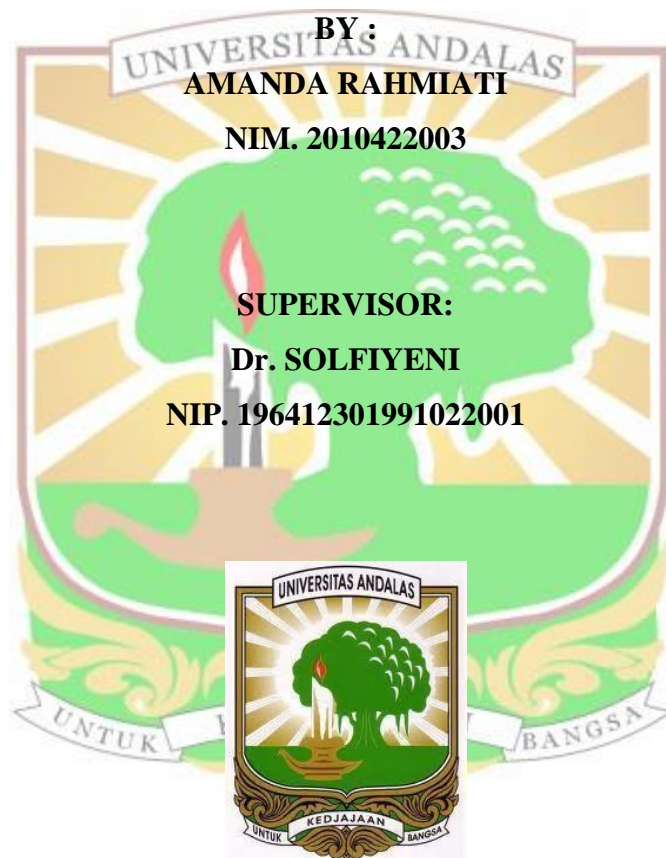 BY :
UNIVERSITAS ANDALAS
AMANDA RAHMIATI
NIM. 2010422003
SUPERVISOR:
Dr. SOLFIYENI
NIP. 196412301991022001
UNIVERSITAS ANDALAS
UNTUK BANGSA
UNTUK KEDJAJAAN BANGSA